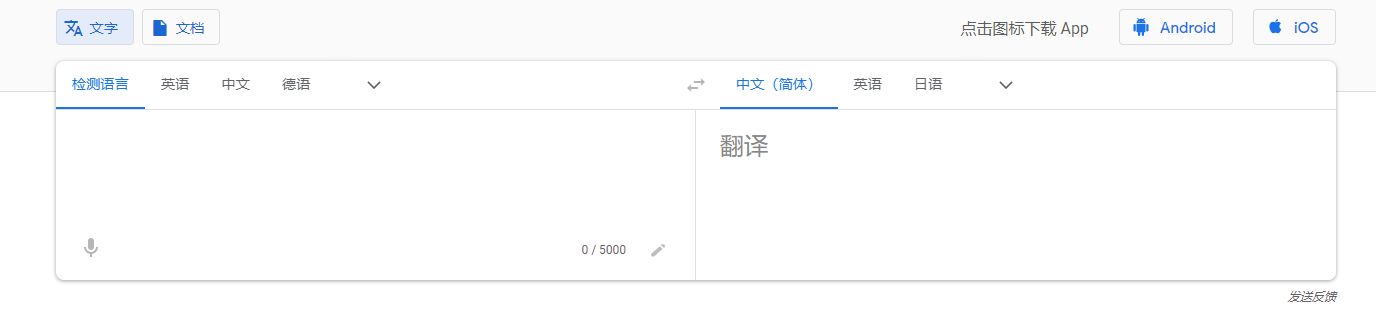 文字 文档 点击图标下载 App Android iOS
检测语言 英语 中文 德语 中文（简体） 英语 日语
翻译
0 / 5000
发送反馈